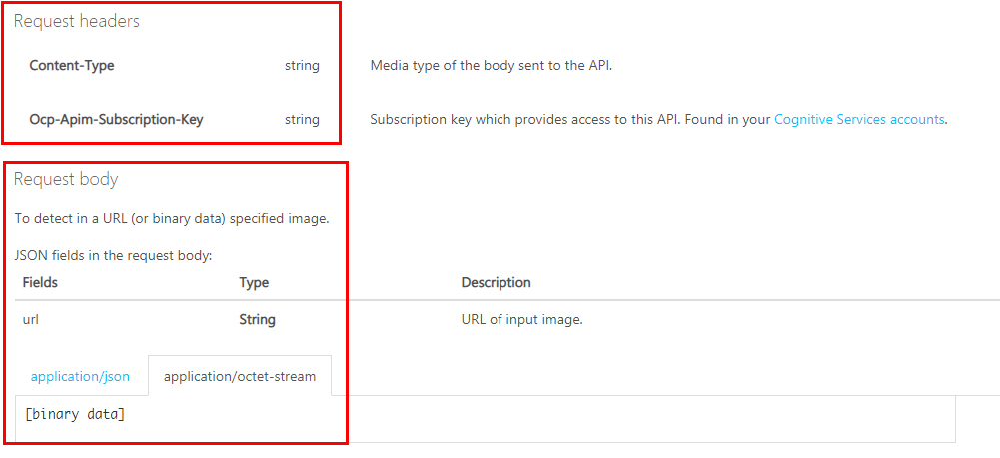 Request headers
Content-Type string Media type of the body sent to the API.
Ocp-Apim-Subscription-Key string Subscription key which provides access to this API. Found in your Cognitive Services accounts.
Request body
To detect in a URL (or binary data) specified image.
JSON fields in the request body:
Fields Type Description
url String URL of input image.
application/json application/octet-stream
[binary data]